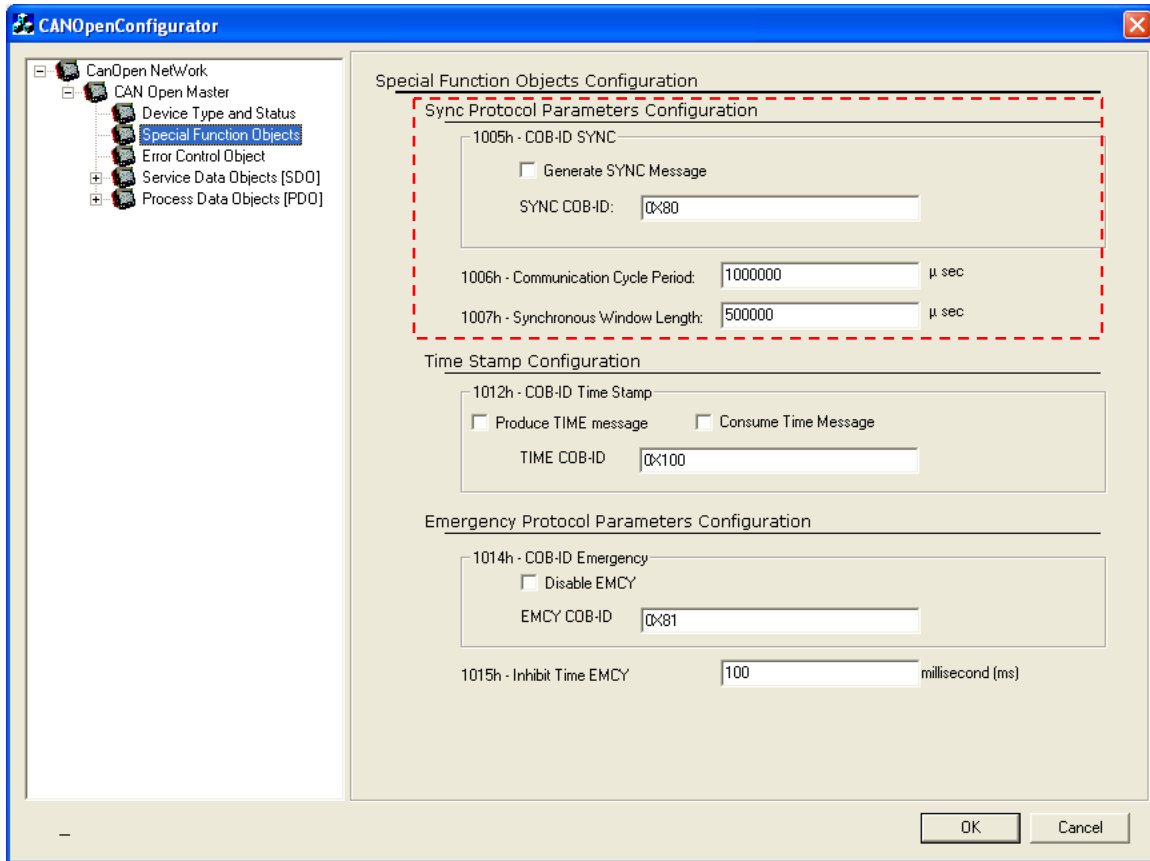 CANOpenConfigurator
CanOpen NetWork
CAN Open Master
Device Type and Status
Special Function Objects
Error Control Object
Service Data Objects [SDO]
Process Data Objects [PDO]
Special Function Objects Configuration
Sync Protocol Parameters Configuration
1005h - COB-ID SYNC
Generate SYNC Message
SYNC COB-ID: 0X80
1006h - Communication Cycle Period: 1000000 µ sec
1007h - Synchronous Window Length: 500000 µ sec
Time Stamp Configuration
1012h - COB-ID Time Stamp
Produce TIME message Consume Time Message
TIME COB-ID 0X100
Emergency Protocol Parameters Configuration
1014h - COB-ID Emergency
Disable EMCY
EMCY COB-ID 0X81
1015h - Inhibit Time EMCY 100 millisecond (ms)
OK Cancel